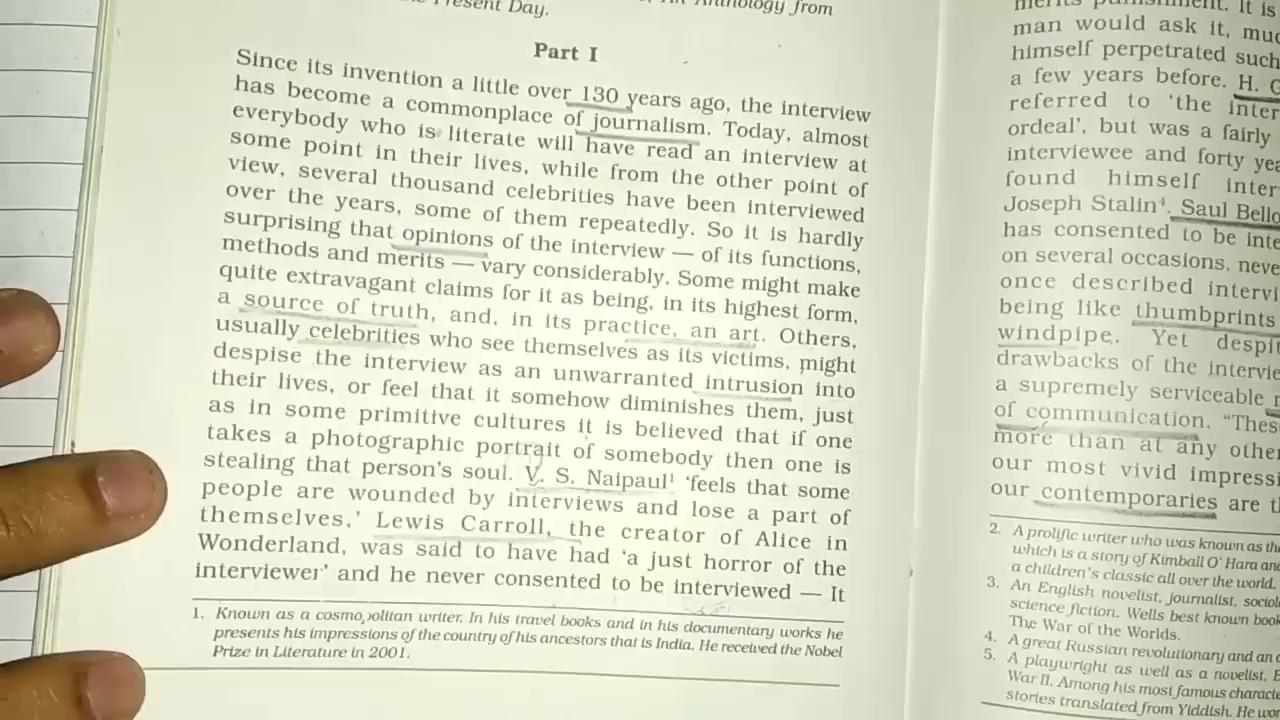 Present Day.
Anthology from
Part I
Since its invention a little over 130 years ago, the interview
has become a commonplace of journalism. Today, almost
everybody who is literate will have read an interview at
some point in their lives, while from the other point of
view, several thousand celebrities have been interviewed
over the years, some of them repeatedly. So it is hardly
surprising that opinions of the interview — of its functions,
methods and merits — vary considerably. Some might make
quite extravagant claims for it as being, in its highest form,
a source of truth, and, in its practice, an art. Others,
usually celebrities who see themselves as its victims, might
despise the interview as an unwarranted intrusion into
their lives, or feel that it somehow diminishes them, just
as in some primitive cultures it is believed that if one
takes a photographic portrait of somebody then one is
stealing that person's soul. V. S. Naipaul¹ 'feels that some
people are wounded by interviews and lose a part of
themselves,' Lewis Carroll, the creator of Alice in
Wonderland, was said to have had 'a just horror of the
interviewer' and he never consented to be interviewed — It
1. Known as a cosmopolitan writer. In his travel books and in his documentary works he
presents his impressions of the country of his ancestors that is India. He received the Nobel
Prize in Literature in 2001.
merits punishment. It is
man would ask it, muc
himself perpetrated such
a few years before. H. G
referred to 'the inter
ordeal', but was a fairly
interviewee and forty yea
found himself inter
Joseph Stalin⁴. Saul Bello
has consented to be inte
on several occasions, neve
once described intervi
being like thumbprints
windpipe. Yet despit
drawbacks of the intervie
a supremely serviceable
of communication. "Thes
more than at any other
our most vivid impressi
our contemporaries are t
2. A prolific writer who was known as the
which is a story of Kimball O' Hara and
a children's classic all over the world.
3. An English novelist, journalist, sociol
science fiction. Wells best known book
The War of the Worlds.
4. A great Russian revolutionary and an
5. A playwright as well as a novelist,
War II. Among his most famous characte
stories translated from Yiddish. He won